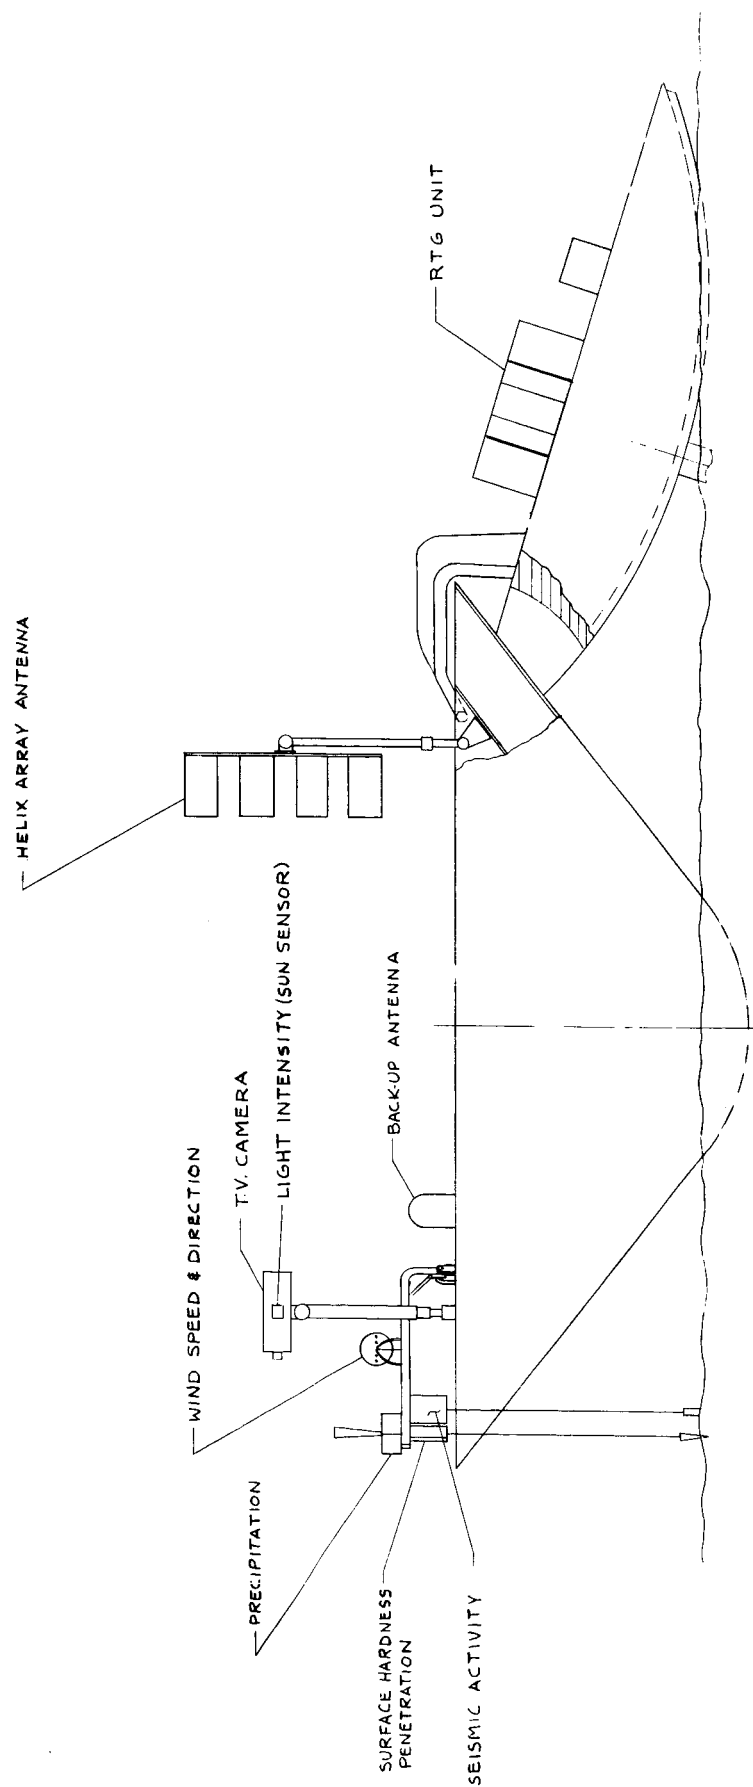 HELIX ARRAY ANTENNA
RTG UNIT
T.V. CAMERA
LIGHT INTENSITY (SUN SENSOR)
WIND SPEED & DIRECTION
BACK-UP ANTENNA
PRECIPITATION
SURFACE HARDNESS
PENETRATION
SEISMIC ACTIVITY